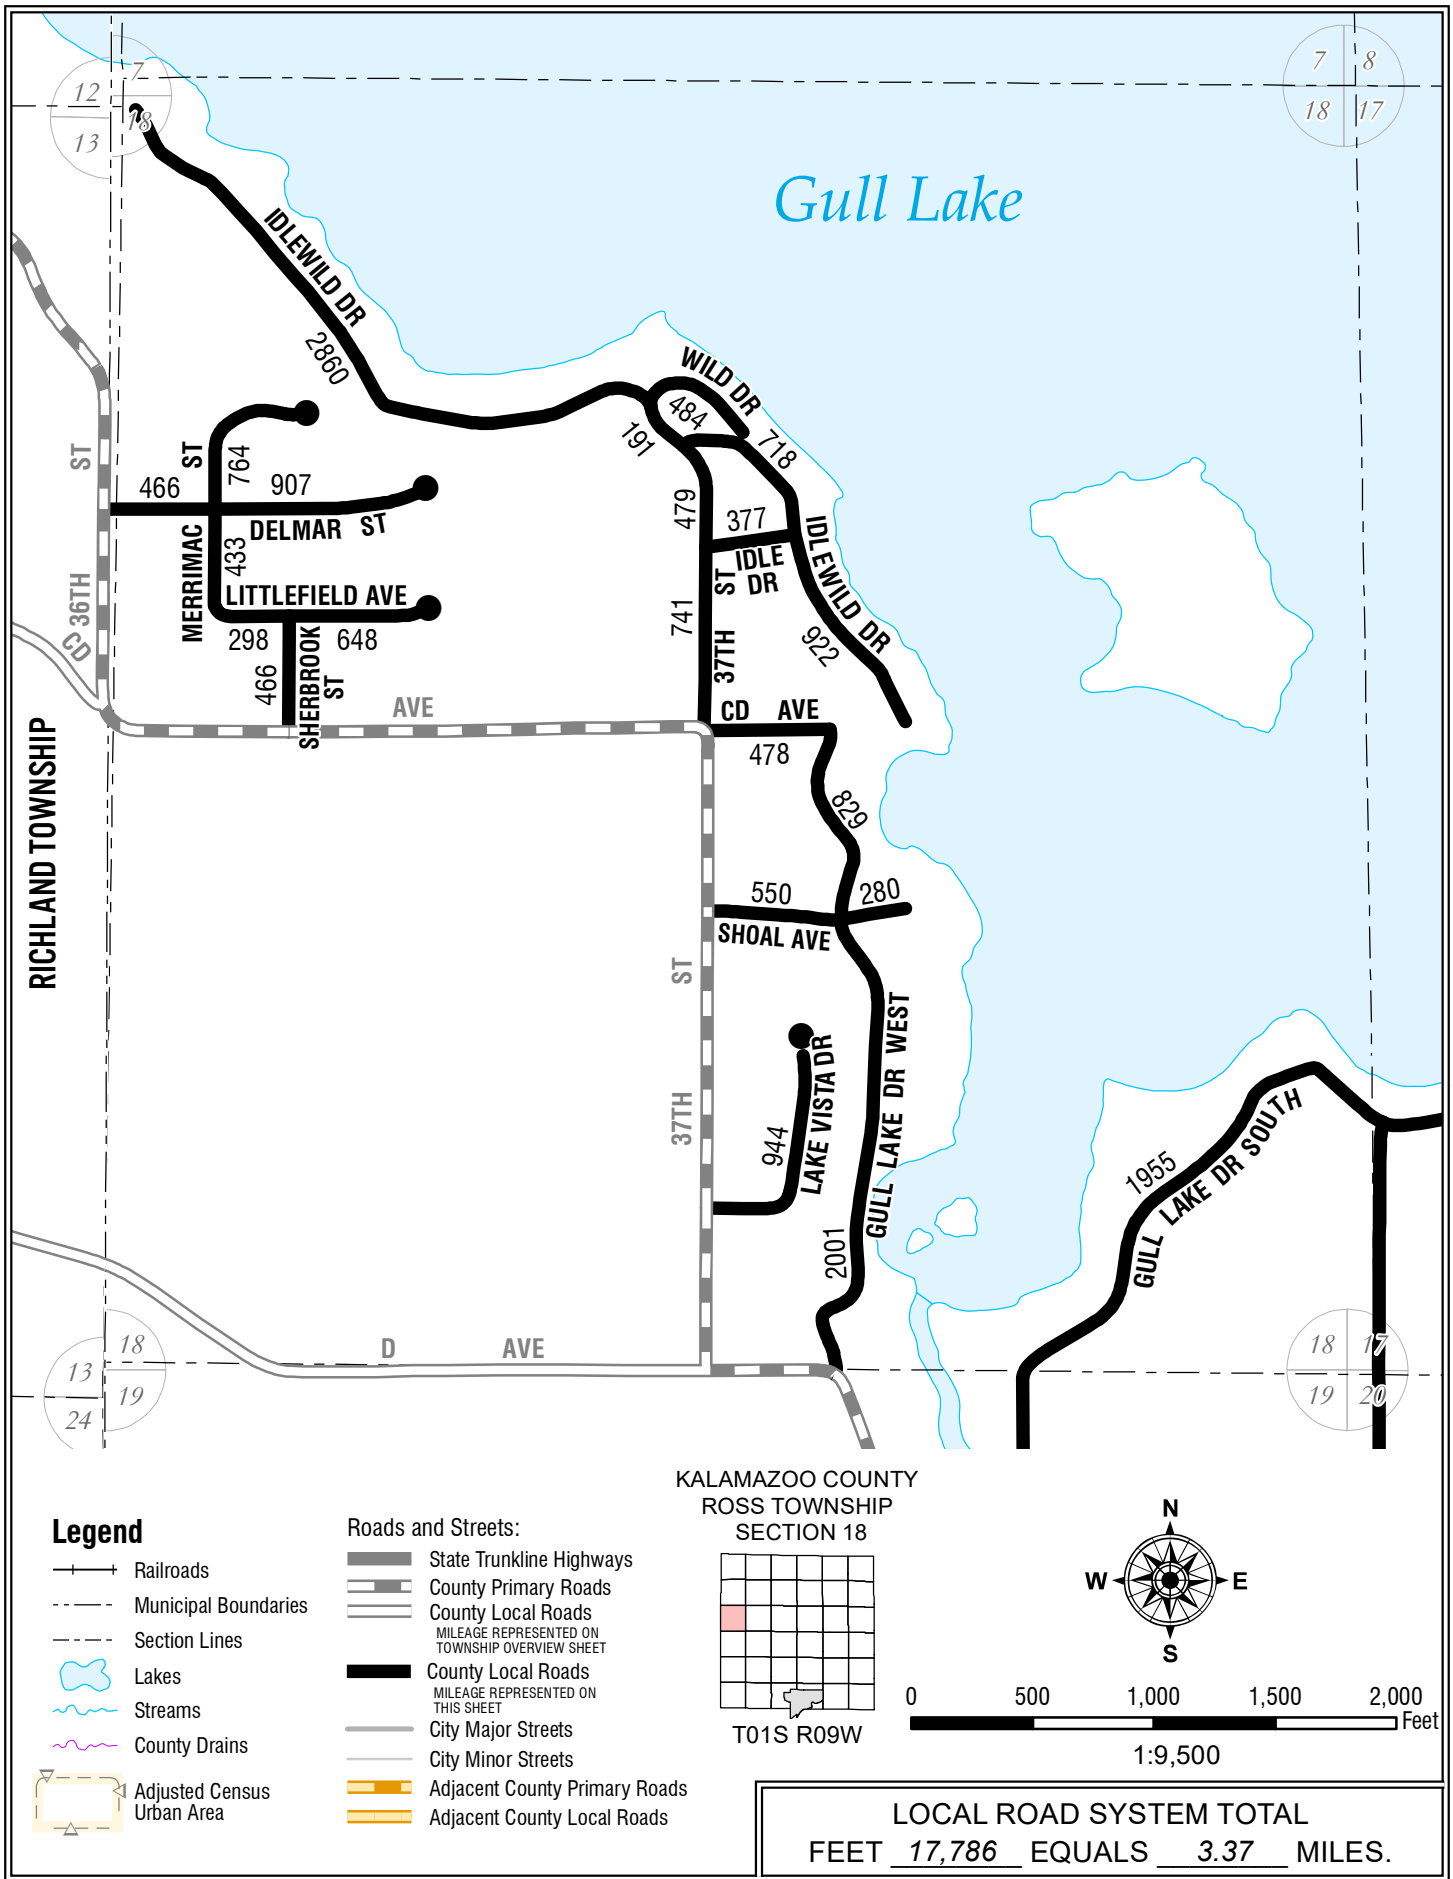 7
12
18
13
7
8
18
17
Gull Lake
IDLEWILD DR
2860
WILD DR
484
191
718
ST
764
466
907
DELMAR ST
479
377
IDLE
DR
ST
IDLEWILD DR
MERRIMAC
433
LITTLEFIELD AVE
298
648
741
922
36TH
ST
CD
466
SHERBROOK
ST
37TH
AVE
CD AVE
478
829
RICHLAND TOWNSHIP
550
280
SHOAL AVE
ST
37TH
944
LAKE VISTA DR
GULL LAKE DR WEST
2001
1955
GULL LAKE DR SOUTH
D AVE
18
13
19
24
18
17
19
20
KALAMAZOO COUNTY
ROSS TOWNSHIP
SECTION 18
T01S R09W
Legend
Railroads
Municipal Boundaries
Section Lines
Lakes
Streams
County Drains
Adjusted Census
Urban Area
Roads and Streets:
State Trunkline Highways
County Primary Roads
County Local Roads
MILEAGE REPRESENTED ON
TOWNSHIP OVERVIEW SHEET
County Local Roads
MILEAGE REPRESENTED ON
THIS SHEET
City Major Streets
City Minor Streets
Adjacent County Primary Roads
Adjacent County Local Roads
N
W E
S
0 500 1,000 1,500 2,000
Feet
1:9,500
LOCAL ROAD SYSTEM TOTAL
FEET 17,786 EQUALS 3.37 MILES.